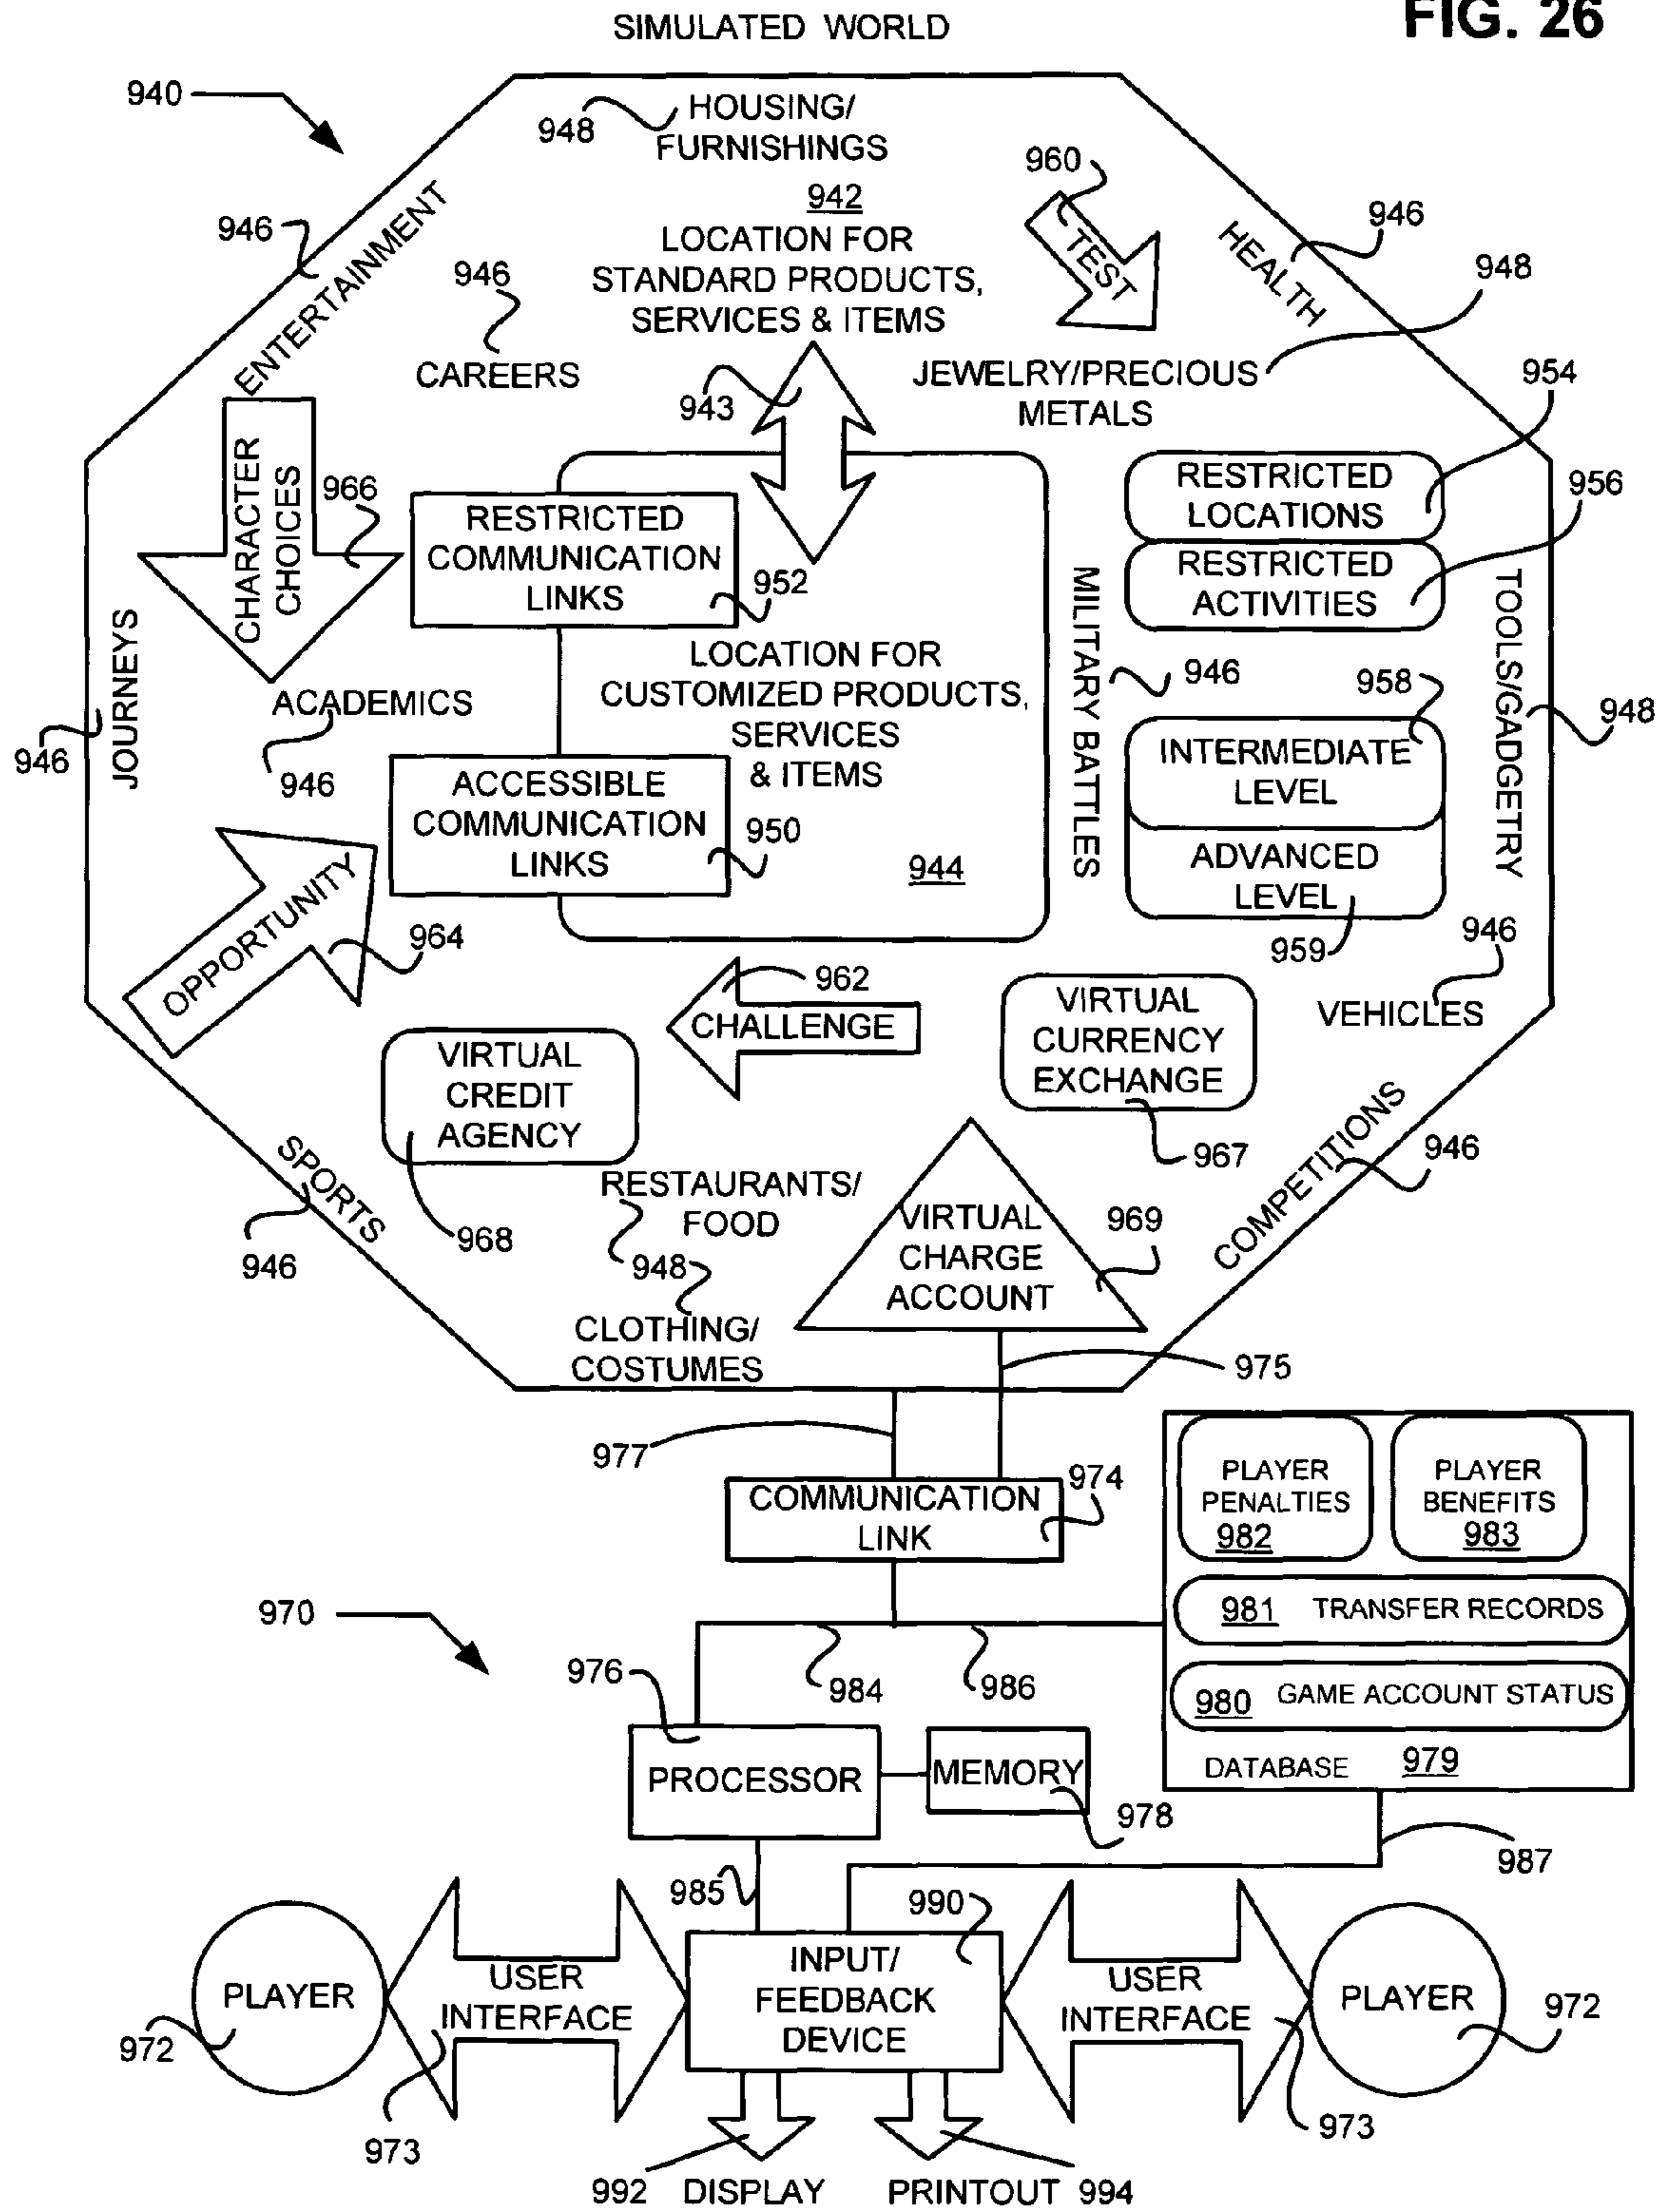 FIG. 26
SIMULATED WORLD
940
948
HOUSING/
FURNISHINGS
960
942
LOCATION FOR
STANDARD PRODUCTS,
SERVICES & ITEMS
TEST
946
ENTERTAINMENT
946
HEALTH
948
946
CAREERS
943
JEWELRY/PRECIOUS
METALS
954
CHARACTER
CHOICES
966
RESTRICTED
COMMUNICATION
LINKS
952
RESTRICTED
LOCATIONS
956
RESTRICTED
ACTIVITIES
JOURNEYS
946
ACADEMICS
946
LOCATION FOR
CUSTOMIZED PRODUCTS,
SERVICES
& ITEMS
MILITARY BATTLES
946
958
TOOLS/GADGETRY
948
INTERMEDIATE
LEVEL
ADVANCED
LEVEL
959
ACCESSIBLE
COMMUNICATION
LINKS
950
944
OPPORTUNITY
964
946
VEHICLES
962
CHALLENGE
VIRTUAL
CURRENCY
EXCHANGE
967
VIRTUAL
CREDIT
AGENCY
968
SPORTS
946
COMPETITIONS
946
RESTAURANTS/
FOOD
948
CLOTHING/
COSTUMES
VIRTUAL
CHARGE
ACCOUNT
969
975
977
COMMUNICATION
LINK
974
PLAYER
PENALTIES
982
PLAYER
BENEFITS
983
981 TRANSFER RECORDS
980 GAME ACCOUNT STATUS
DATABASE 979
970
976
984
986
PROCESSOR
MEMORY
978
985
987
990
PLAYER
972
USER
INTERFACE
973
INPUT/
FEEDBACK
DEVICE
USER
INTERFACE
973
PLAYER
972
992 DISPLAY
PRINTOUT 994